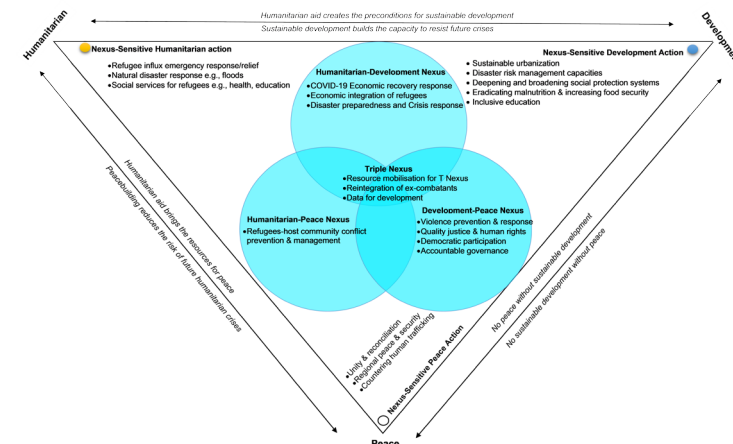 Humanitarian aid creates the preconditions for sustainable development
Sustainable development builds the capacity to resist future crises
Humanitarian
Development
Nexus-Sensitive Humanitarian action
•Refugee influx emergency response/relief
•Natural disaster response e.g., floods
•Social services for refugees e.g., health, education
Nexus-Sensitive Development Action
• Sustainable urbanization
• Disaster risk management capacities
• Deepening and broadening social protection systems
• Eradicating malnutrition & increasing food security
• Inclusive education
Humanitarian-Development Nexus
•COVID-19 Economic recovery response
•Economic integration of refugees
•Disaster preparedness and Crisis response
Triple Nexus
•Resource mobilisation for T Nexus
•Reintegration of ex-combatants
•Data for development
Humanitarian-Peace Nexus
•Refugees-host community conflict
prevention & management
Development-Peace Nexus
•Violence prevention & response
•Quality justice & human rights
•Democratic participation
•Accountable governance
Humanitarian aid brings the resources for peace
Peacebuilding reduces the risk of future humanitarian crises
No peace without sustainable development
No sustainable development without peace
•Unity & reconciliation
•Regional peace & security
•Countering human trafficking
Nexus-Sensitive Peace Action
Peace